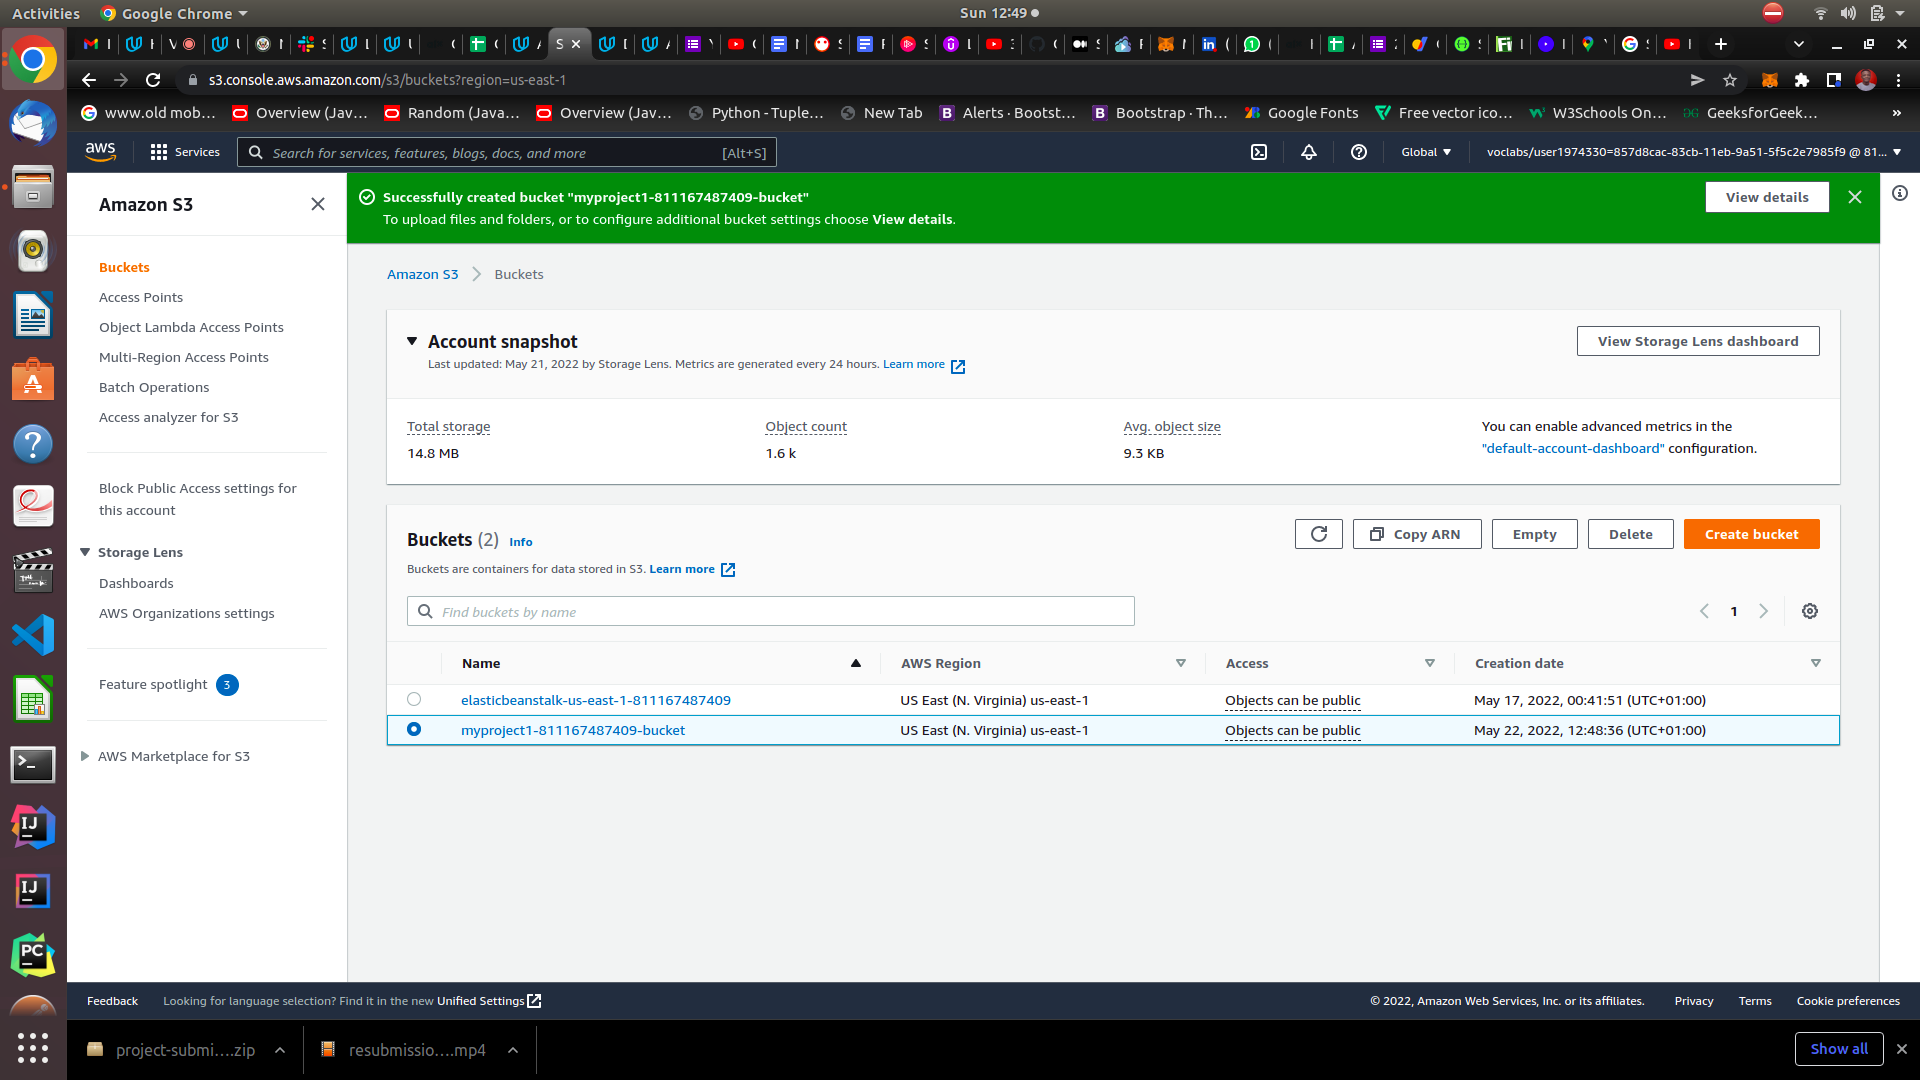 Activities
Google Chrome
Sun 12:49
s3.console.aws.amazon.com/s3/buckets?region=us-east-1
www.old mob…
Overview (Jav…
Random (Java…
Overview (Jav…
Python - Tuple…
New Tab
Alerts · Bootst…
Bootstrap · Th…
Google Fonts
Free vector ico…
W3Schools On…
GeeksforGeek…
aws
Services
Search for services, features, blogs, docs, and more
[Alt+S]
Global
voclabs/user1974330=857d8cac-83cb-11eb-9a51-5f5c2e7985f9 @ 81...
Amazon S3
Buckets
Access Points
Object Lambda Access Points
Multi-Region Access Points
Batch Operations
Access analyzer for S3
Block Public Access settings for
this account
Storage Lens
Dashboards
AWS Organizations settings
Feature spotlight 3
AWS Marketplace for S3
Successfully created bucket "myproject1-811167487409-bucket"
To upload files and folders, or to configure additional bucket settings choose View details.
View details
Amazon S3
Buckets
Account snapshot
Last updated: May 21, 2022 by Storage Lens. Metrics are generated every 24 hours. Learn more
View Storage Lens dashboard
Total storage
14.8 MB
Object count
1.6 k
Avg. object size
9.3 KB
You can enable advanced metrics in the
"default-account-dashboard" configuration.
Buckets (2) Info
Buckets are containers for data stored in S3. Learn more
Copy ARN
Empty
Delete
Create bucket
Find buckets by name
1
Name
AWS Region
Access
Creation date
elasticbeanstalk-us-east-1-811167487409
US East (N. Virginia) us-east-1
Objects can be public
May 17, 2022, 00:41:51 (UTC+01:00)
myproject1-811167487409-bucket
US East (N. Virginia) us-east-1
Objects can be public
May 22, 2022, 12:48:36 (UTC+01:00)
Feedback
Looking for language selection? Find it in the new Unified Settings
© 2022, Amazon Web Services, Inc. or its affiliates.
Privacy
Terms
Cookie preferences
project-submi….zip
resubmissio….mp4
Show all